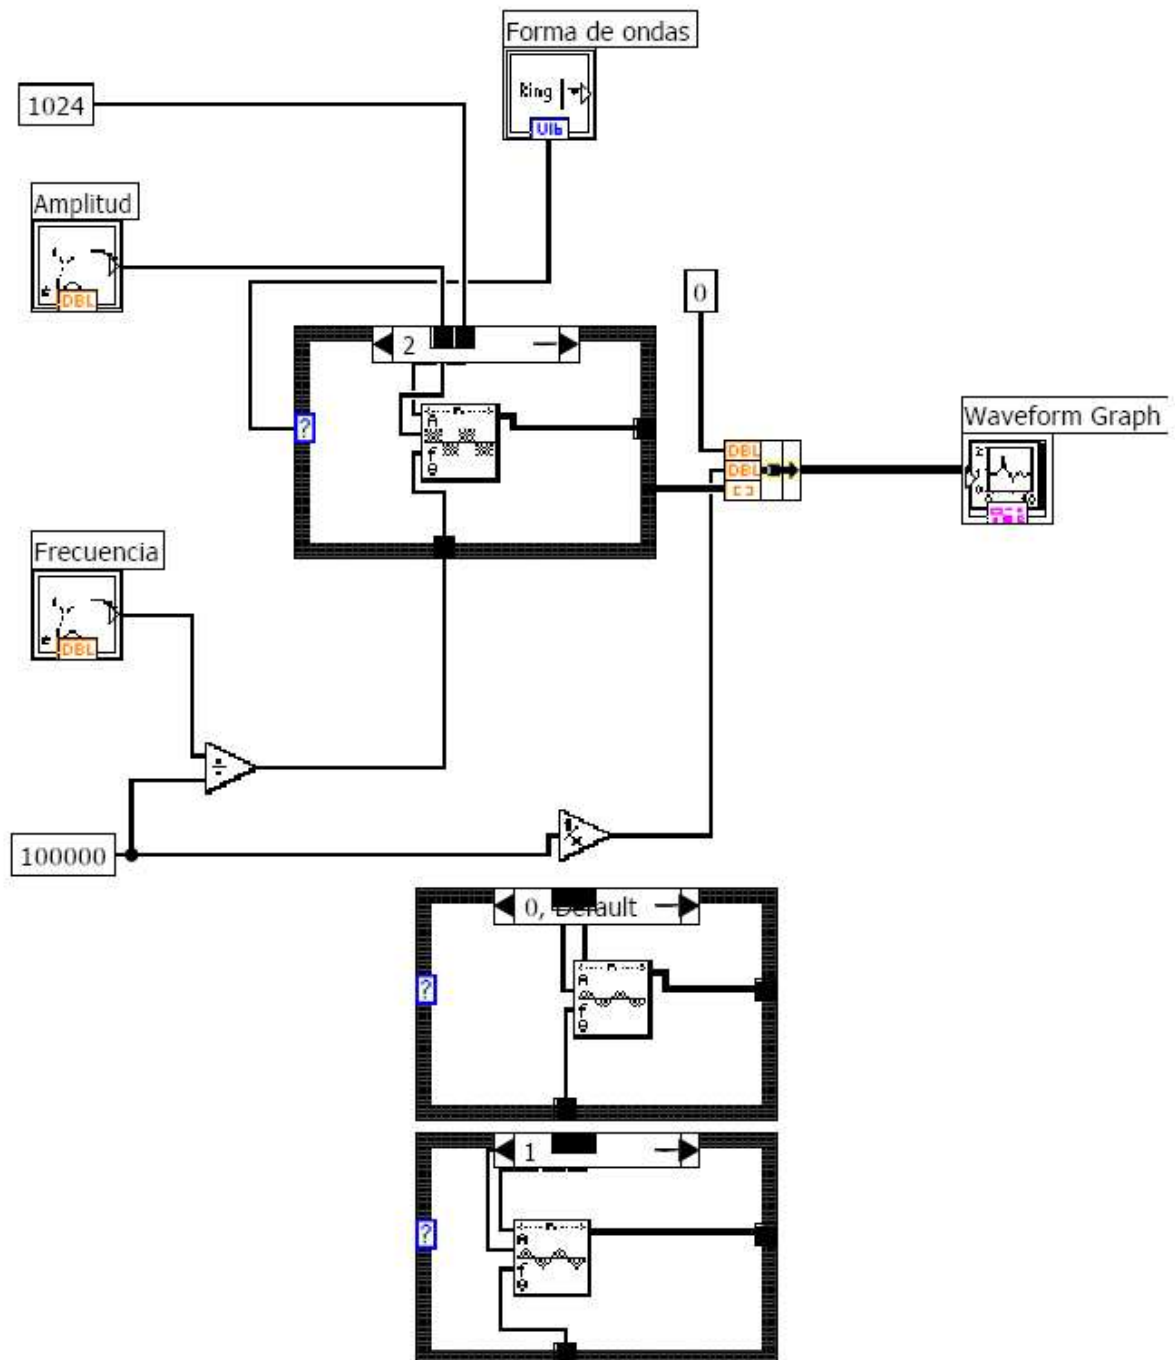 Forma de ondas
Ring
U16
1024
Amplitud
DBL
0
2
?
A
f
θ
DBL
DBL
Waveform Graph
Frecuencia
DBL
÷
1/x
100000
0, Default
?
A
f
θ
1
?
A
f
θ